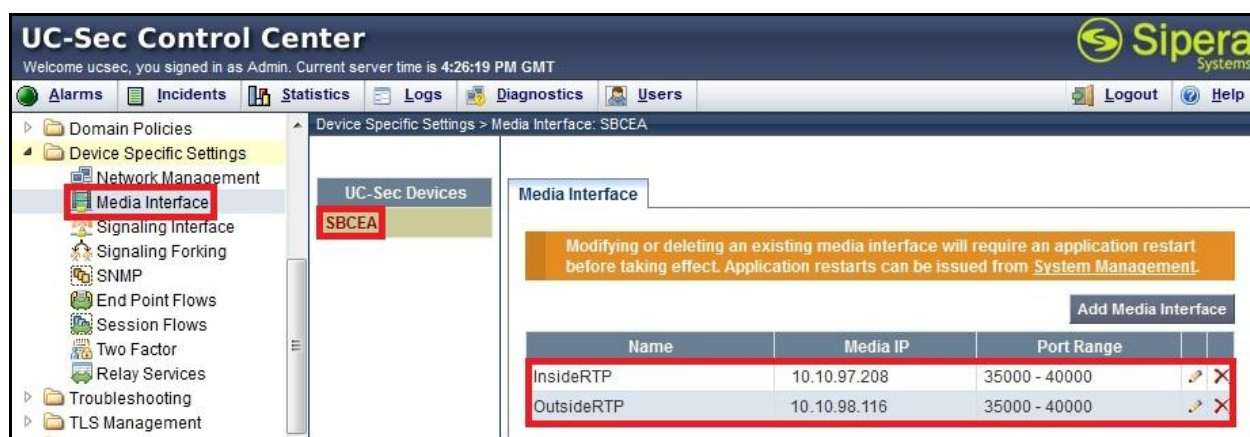 UC-Sec Control Center
Sipera
Systems
Welcome ucsec, you signed in as Admin. Current server time is 4:26:19 PM GMT
Alarms Incidents Statistics Logs Diagnostics Users Logout Help
Device Specific Settings > Media Interface: SBCEA
Domain Policies
Device Specific Settings
Network Management
Media Interface
Signaling Interface
Signaling Forking
SNMP
End Point Flows
Session Flows
Two Factor
Relay Services
Troubleshooting
TLS Management
UC-Sec Devices
SBCEA
Media Interface
Modifying or deleting an existing media interface will require an application restart
before taking effect. Application restarts can be issued from System Management.
Add Media Interface
Name Media IP Port Range
InsideRTP 10.10.97.208 35000 - 40000
OutsideRTP 10.10.98.116 35000 - 40000